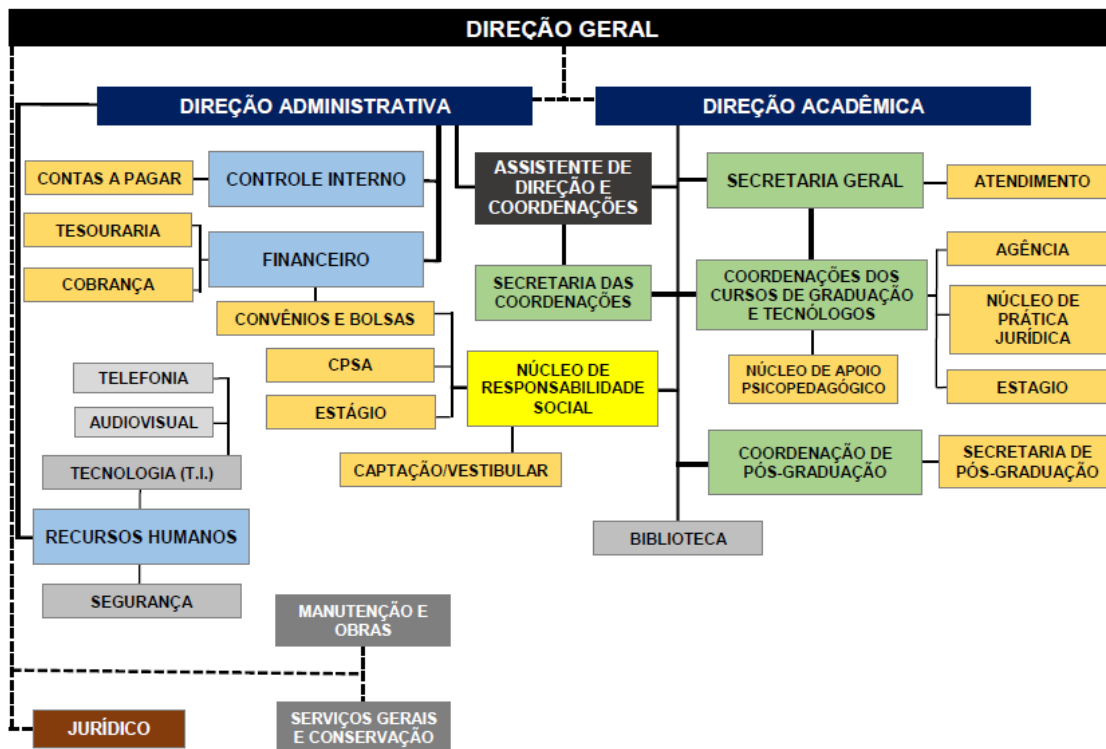 DIREÇÃO GERAL
DIREÇÃO ADMINISTRATIVA
DIREÇÃO ACADÊMICA
CONTAS A PAGAR
CONTROLE INTERNO
ASSISTENTE DE
DIREÇÃO E
COORDENAÇÕES
SECRETARIA GERAL
ATENDIMENTO
TESOURARIA
COBRANÇA
FINANCEIRO
SECRETARIA DAS
COORDENAÇÕES
COORDENAÇÕES DOS
CURSOS DE GRADUAÇÃO
E TECNÓLOGOS
AGÊNCIA
NÚCLEO DE
PRÁTICA
JURÍDICA
ESTAGIO
CONVÊNIOS E BOLSAS
CPSA
ESTÁGIO
NÚCLEO DE
RESPONSABILIDADE
SOCIAL
NÚCLEO DE APOIO
PSICOPEDAGÓGICO
TELEFONIA
AUDIOVISUAL
TECNOLOGIA (T.I.)
CAPTAÇÃO/VESTIBULAR
COORDENAÇÃO DE
PÓS-GRADUAÇÃO
SECRETARIA DE
PÓS-GRADUAÇÃO
RECURSOS HUMANOS
BIBLIOTECA
SEGURANÇA
MANUTENÇÃO E
OBRAS
JURÍDICO
SERVIÇOS GERAIS
E CONSERVAÇÃO